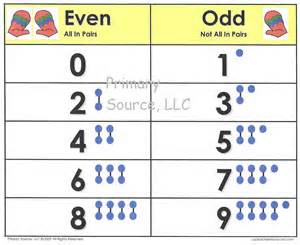 Even Odd
All In Pairs Not All In Pairs
0 1
Primary
Source, LLC
2 3
4 5
6 7
8 9